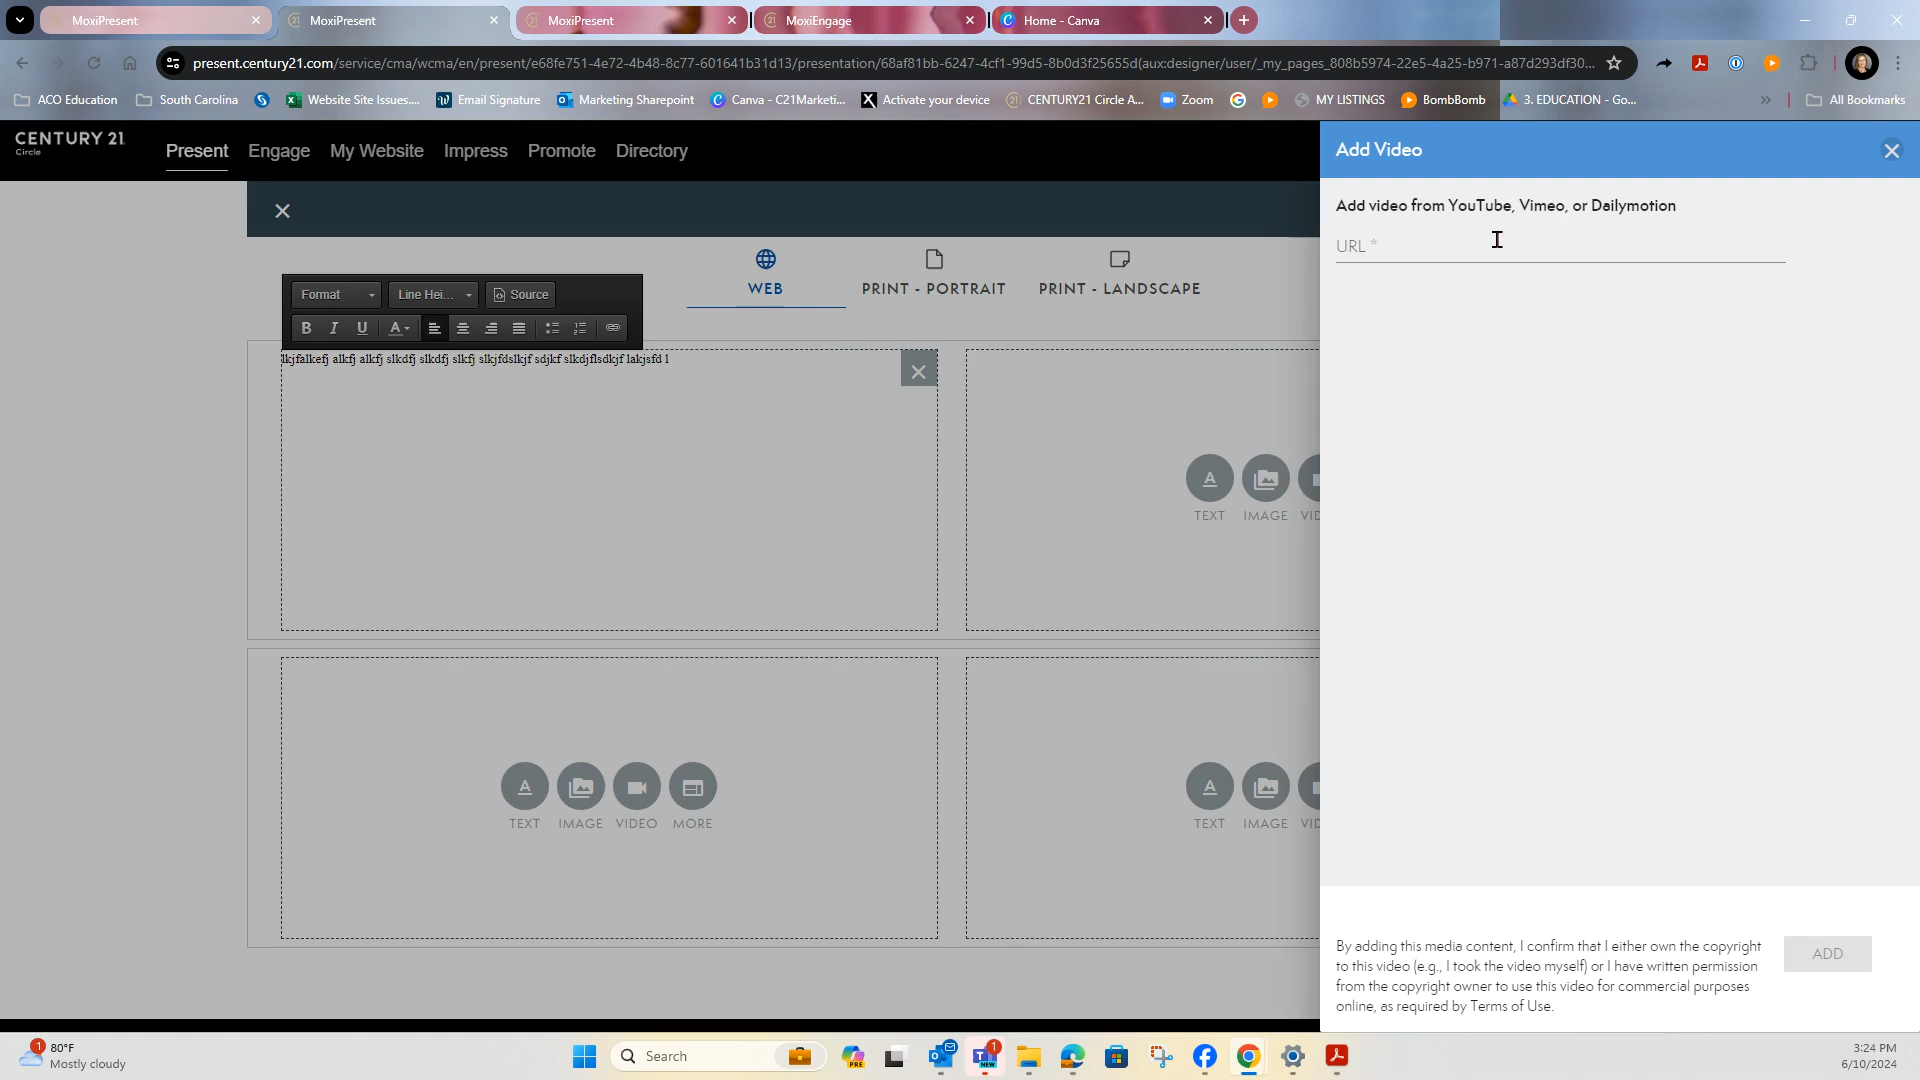 MoxiPresent
MoxiPresent
MoxiPresent
MoxiEngage
Home - Canva
present.century21.com/service/cma/wcma/en/present/e68fe751-4e72-4b48-8c77-601641b31d13/presentation/68af81bb-6247-4cf1-99d5-8b0d3f25655d(aux:designer/user/_my_pages_808b5974-22e5-4a25-b971-a87d293df30...
ACO Education
South Carolina
Website Site Issues....
Email Signature
Marketing Sharepoint
Canva - C21Marketi...
Activate your device
CENTURY21 Circle A...
Zoom
MY LISTINGS
BombBomb
3. EDUCATION - Go...
All Bookmarks
CENTURY 21
Circle
Present
Engage
My Website
Impress
Promote
Directory
Add Video
Add video from YouTube, Vimeo, or Dailymotion
URL *
WEB
PRINT - PORTRAIT
PRINT - LANDSCAPE
Format
Line Hei...
Source
B I U A
lkjfalkefj alkfj alkfj slkdfj slkdfj slkfj slkjfdslkjf sdjkf slkdjflsdkjf lakjsfd l
TEXT
IMAGE
VID
TEXT
IMAGE
VIDEO
MORE
TEXT
IMAGE
VID
By adding this media content, I confirm that I either own the copyright
to this video (e.g., I took the video myself) or I have written permission
from the copyright owner to use this video for commercial purposes
online, as required by Terms of Use.
ADD
1
80°F
Mostly cloudy
Search
PRE
NEW
1
3:24 PM
6/10/2024